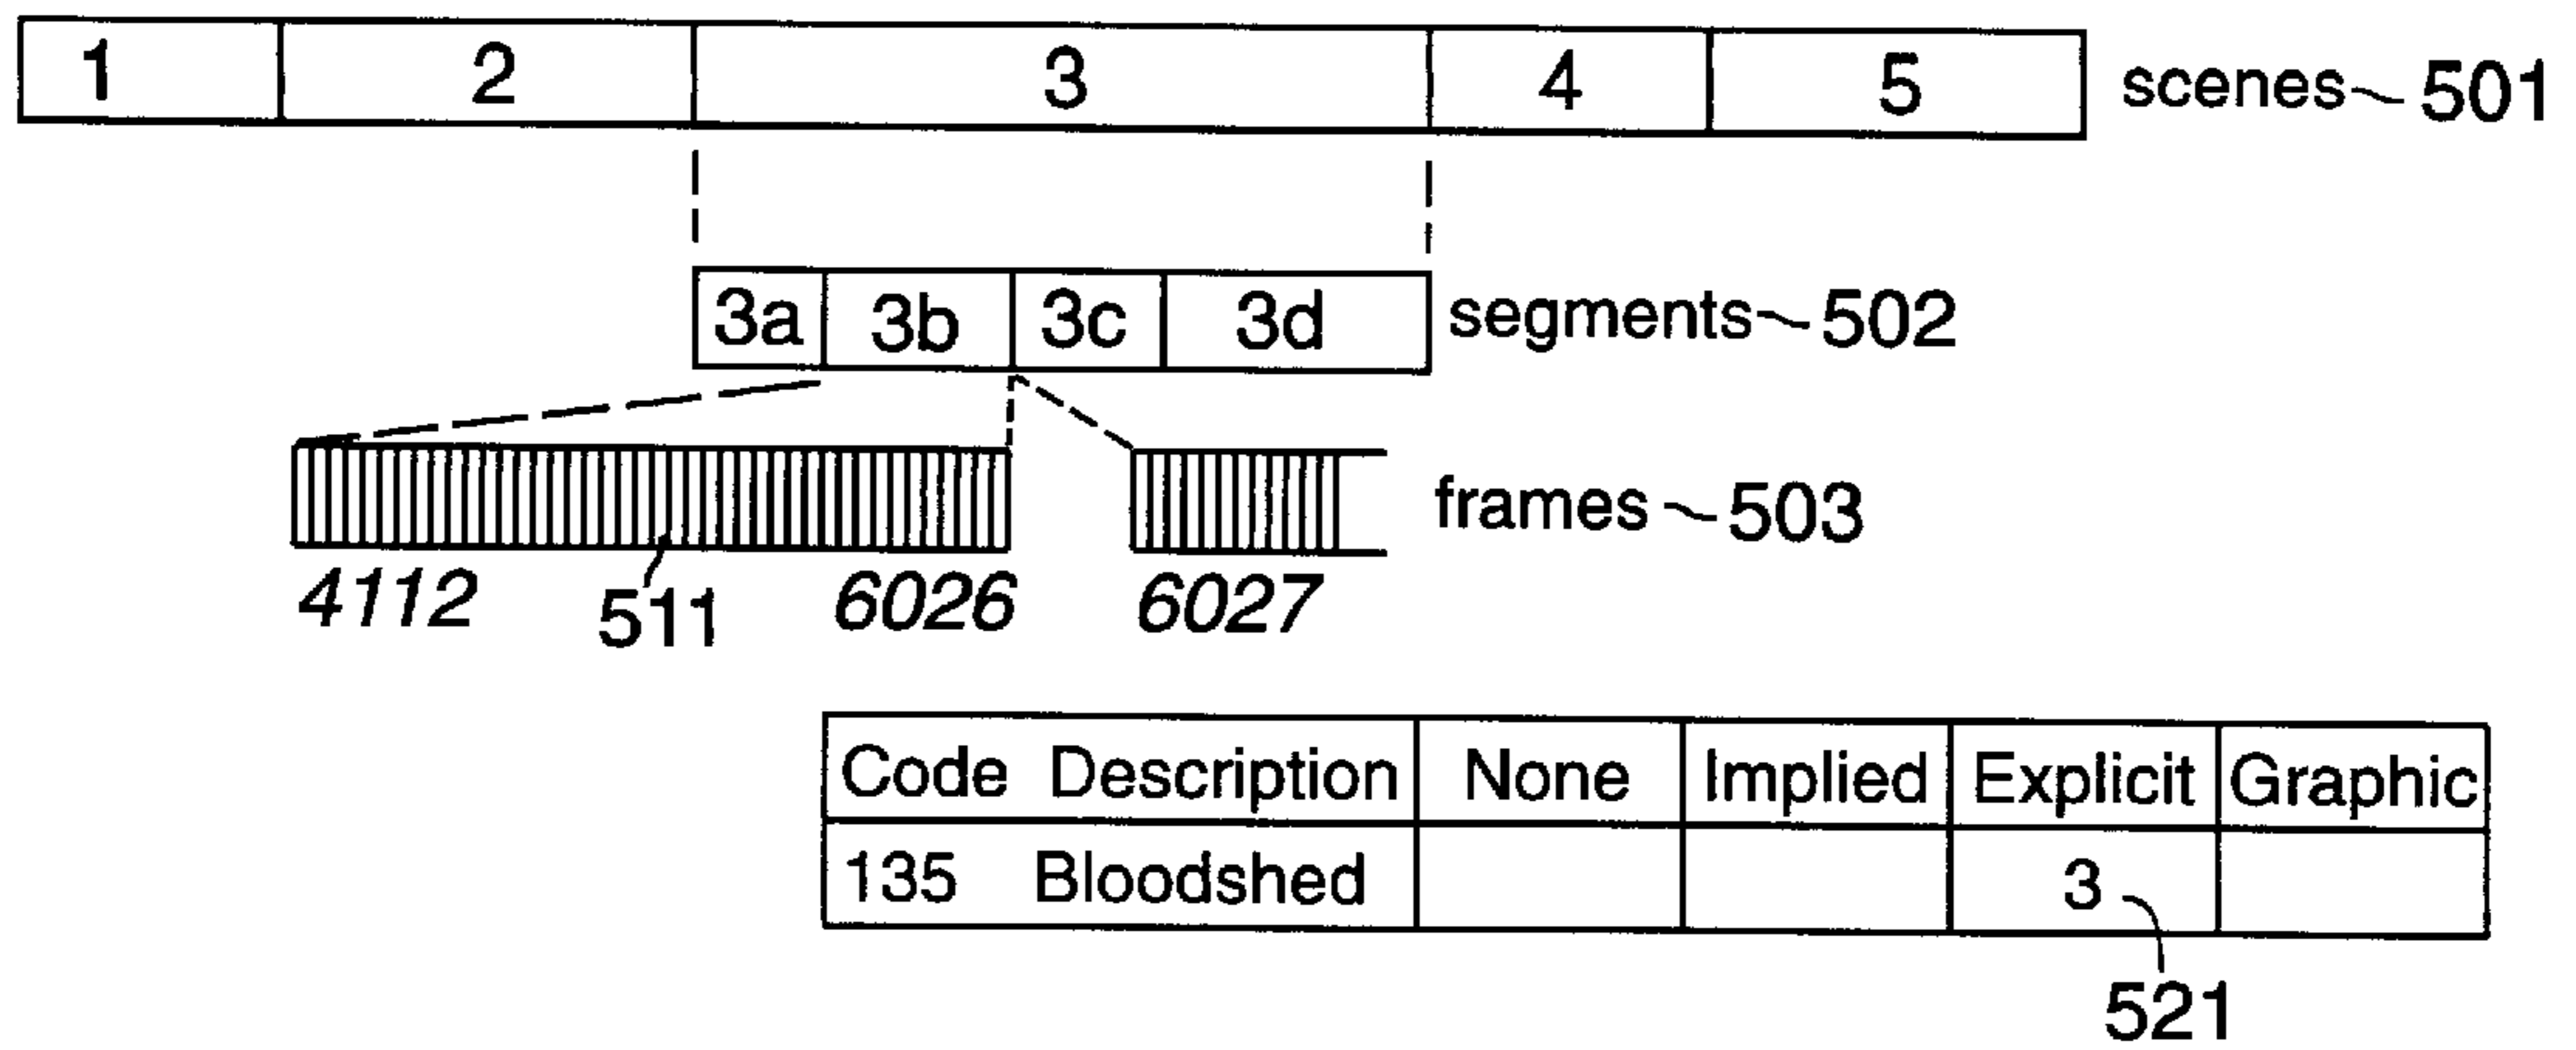 1 2 3 4 5 scenes 501
3a 3b 3c 3d segments 502
frames 503
4112 511 6026 6027
Code Description None Implied Explicit Graphic
135 Bloodshed 3
521